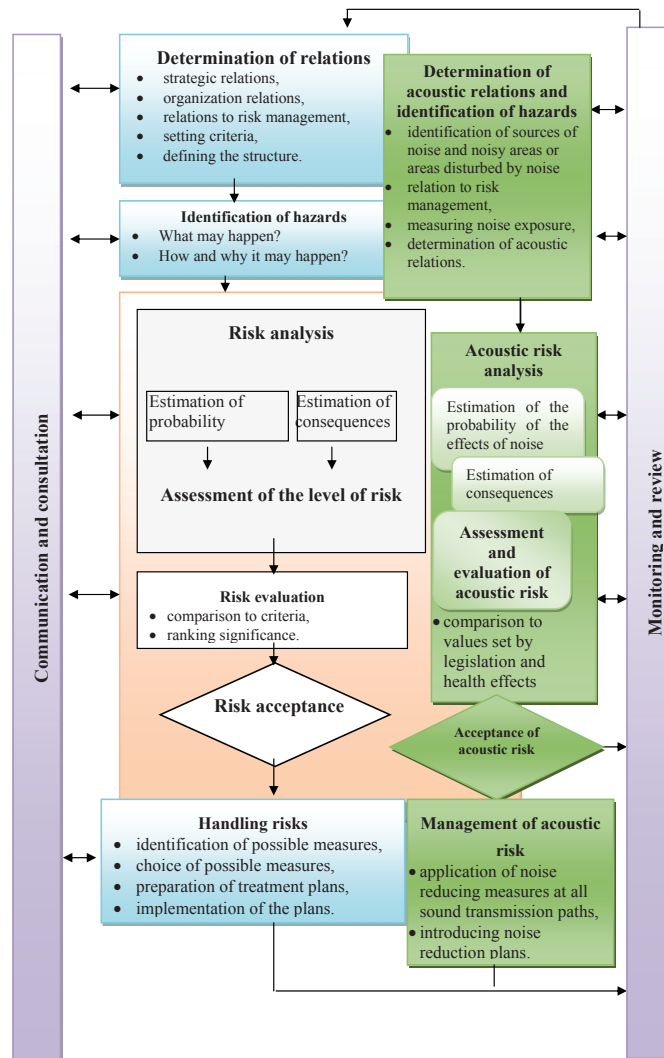 Communication and consultation
Determination of relations
• strategic relations,
• organization relations,
• relations to risk management,
• setting criteria,
• defining the structure.
Identification of hazards
• What may happen?
• How and why it may happen?
Risk analysis
Estimation of
probability
Estimation of
consequences
Assessment of the level of risk
Risk evaluation
• comparison to criteria,
• ranking significance.
Risk acceptance
Handling risks
• identification of possible measures,
• choice of possible measures,
• preparation of treatment plans,
• implementation of the plans.
Determination of
acoustic relations and
identification of hazards
• identification of sources of
noise and noisy areas or
areas disturbed by noise
• relation to risk
management,
• measuring noise exposure,
• determination of acoustic
relations.
Acoustic risk
analysis
Estimation of the
probability of the
effects of noise
Estimation of
consequences
Assessment
and
evaluation of
acoustic risk
• comparison to
values set by
legislation and
health effects
Acceptance of
acoustic risk
Management of acoustic
risk
• application of noise
reducing measures at all
sound transmission paths,
• introducing noise
reduction plans.
Monitoring and review